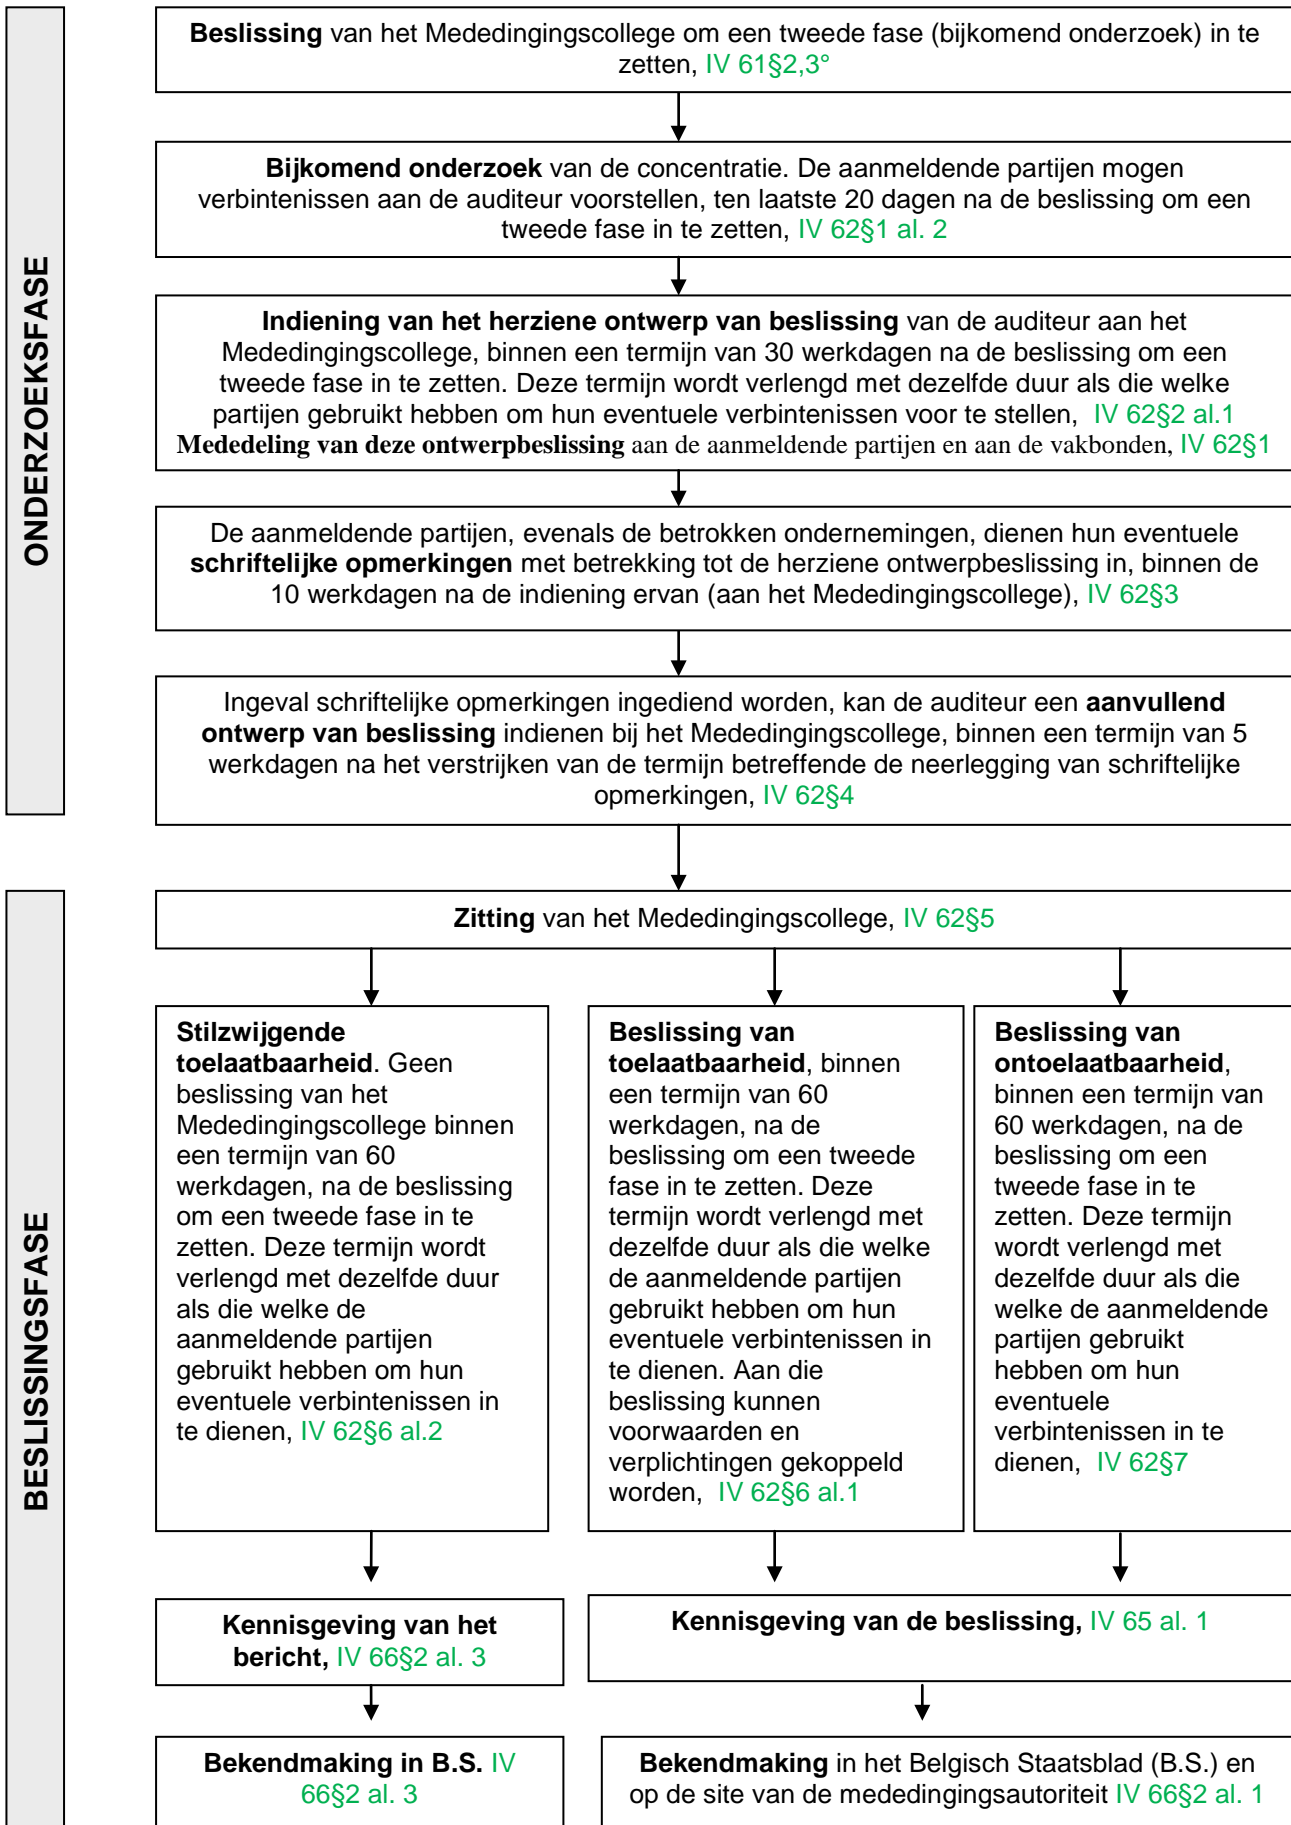 ONDERZOEKSFASE
Beslissing van het Mededingingscollege om een tweede fase (bijkomend onderzoek) in te
zetten, IV 61§2,3°
Bijkomend onderzoek van de concentratie. De aanmeldende partijen mogen
verbintenissen aan de auditeur voorstellen, ten laatste 20 dagen na de beslissing om een
tweede fase in te zetten, IV 62§1 al. 2
Indiening van het herziene ontwerp van beslissing van de auditeur aan het
Mededingingscollege, binnen een termijn van 30 werkdagen na de beslissing om een
tweede fase in te zetten. Deze termijn wordt verlengd met dezelfde duur als die welke
partijen gebruikt hebben om hun eventuele verbintenissen voor te stellen, IV 62§2 al.1
Mededeling van deze ontwerpbeslissing aan de aanmeldende partijen en aan de vakbonden, IV 62§1
De aanmeldende partijen, evenals de betrokken ondernemingen, dienen hun eventuele
schriftelijke opmerkingen met betrekking tot de herziene ontwerpbeslissing in, binnen de
10 werkdagen na de indiening ervan (aan het Mededingingscollege), IV 62§3
Ingeval schriftelijke opmerkingen ingediend worden, kan de auditeur een aanvullend
ontwerp van beslissing indienen bij het Mededingingscollege, binnen een termijn van 5
werkdagen na het verstrijken van de termijn betreffende de neerlegging van schriftelijke
opmerkingen, IV 62§4
BESLISSINGSFASE
Zitting van het Mededingingscollege, IV 62§5
Stilzwijgende
toelaatbaarheid. Geen
beslissing van het
Mededingingscollege binnen
een termijn van 60
werkdagen, na de beslissing
om een tweede fase in te
zetten. Deze termijn wordt
verlengd met dezelfde duur
als die welke de
aanmeldende partijen
gebruikt hebben om hun
eventuele verbintenissen in
te dienen, IV 62§6 al.2
Beslissing van
toelaatbaarheid, binnen
een termijn van 60
werkdagen, na de
beslissing om een tweede
fase in te zetten. Deze
termijn wordt verlengd met
dezelfde duur als die welke
de aanmeldende partijen
gebruikt hebben om hun
eventuele verbintenissen in
te dienen. Aan die
beslissing kunnen
voorwaarden en
verplichtingen gekoppeld
worden, IV 62§6 al.1
Beslissing van
ontoelaatbaarheid,
binnen een termijn van
60 werkdagen, na de
beslissing om een
tweede fase in te
zetten. Deze termijn
wordt verlengd met
dezelfde duur als die
welke de aanmeldende
partijen gebruikt
hebben om hun
eventuele
verbintenissen in te
dienen, IV 62§7
Kennisgeving van het
bericht, IV 66§2 al. 3
Kennisgeving van de beslissing, IV 65 al. 1
Bekendmaking in B.S. IV
66§2 al. 3
Bekendmaking in het Belgisch Staatsblad (B.S.) en
op de site van de mededingingsautoriteit IV 66§2 al. 1